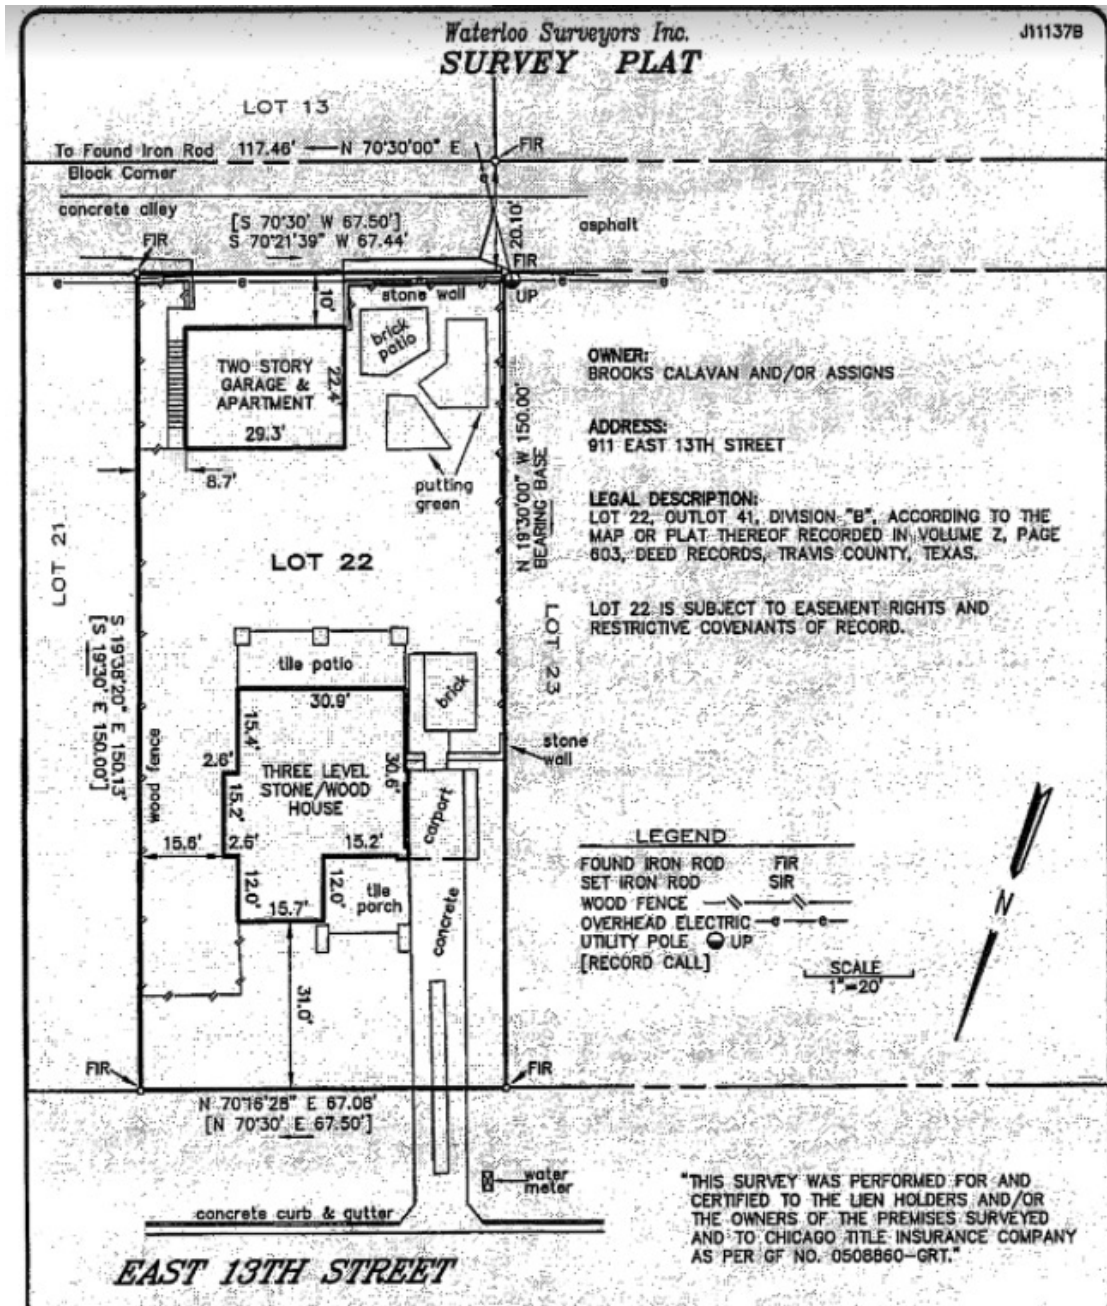 Waterloo Surveyors Inc.
J11137B
SURVEY PLAT
LOT 13
To Found Iron Rod 117.46' N 70°30'00" E
FIR
Block Corner
concrete alley
[S 70°30' W 67.50']
S 70°21'39" W 67.44'
20.10'
asphalt
FIR
FIR
UP
stone wall
10'
brick
patio
TWO STORY
GARAGE &
APARTMENT
22.4'
29.3'
8.7'
putting
green
N 19°30'00" W 150.00'
BEARING BASE
OWNER:
BROOKS CALAVAN AND/OR ASSIGNS
ADDRESS:
911 EAST 13TH STREET
LEGAL DESCRIPTION:
LOT 22, OUTLOT 41, DIVISION "B", ACCORDING TO THE
MAP OR PLAT THEREOF RECORDED IN VOLUME Z, PAGE
603, DEED RECORDS, TRAVIS COUNTY, TEXAS.
LOT 22 IS SUBJECT TO EASEMENT RIGHTS AND
RESTRICTIVE COVENANTS OF RECORD.
LOT 21
LOT 22
LOT 23
S 19°38'20" E 150.13'
[S 19°30' E 150.00']
wood fence
tile patio
30.9'
brick
15.4'
2.6'
THREE LEVEL
STONE/WOOD
HOUSE
30.6'
15.2'
stone
wall
carport
15.6'
2.6'
15.2'
12.0'
12.0'
tile
porch
15.7'
concrete
31.0'
LEGEND
FOUND IRON ROD FIR
SET IRON ROD SIR
WOOD FENCE
OVERHEAD ELECTRIC e e
UTILITY POLE UP
[RECORD CALL]
SCALE
1"=20'
N
FIR
FIR
N 70°16'28" E 67.08'
[N 70°30' E 67.50']
water
meter
concrete curb & gutter
EAST 13TH STREET
"THIS SURVEY WAS PERFORMED FOR AND
CERTIFIED TO THE LIEN HOLDERS AND/OR
THE OWNERS OF THE PREMISES SURVEYED
AND TO CHICAGO TITLE INSURANCE COMPANY
AS PER GF NO. 0508860-GRT."